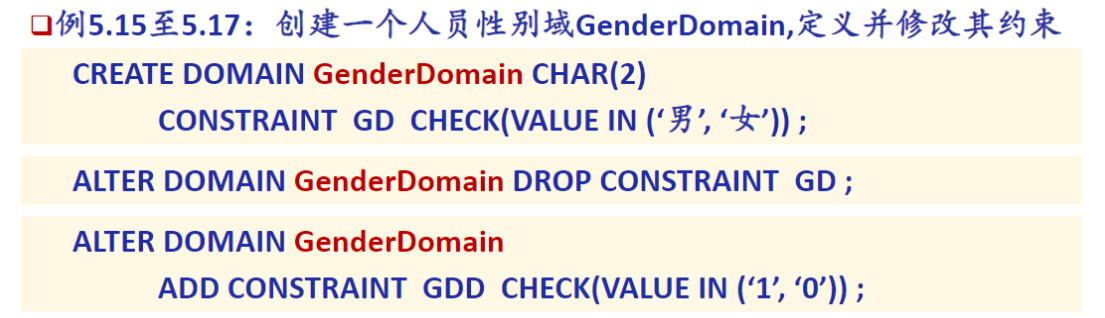 ❑例5.15至5.17：创建一个人员性别域GenderDomain,定义并修改其约束
CREATE DOMAIN GenderDomain CHAR(2)
CONSTRAINT GD CHECK(VALUE IN (‘男’, ‘女’)) ;
ALTER DOMAIN GenderDomain DROP CONSTRAINT GD ;
ALTER DOMAIN GenderDomain
ADD CONSTRAINT GDD CHECK(VALUE IN (‘1’, ‘0’)) ;